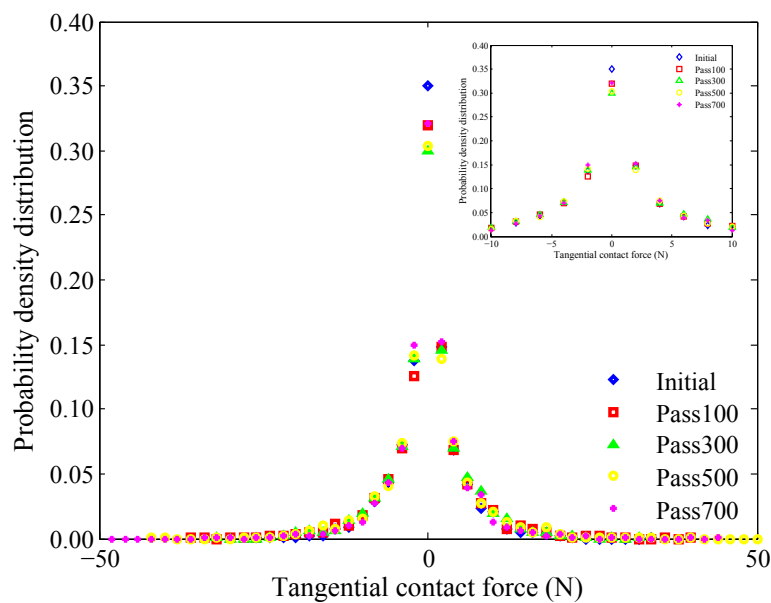 0.40
0.35
0.30
0.25
0.20
0.15
0.10
0.05
0.00
−50
0
50
Probability density distribution
Tangential contact force (N)
Initial
Pass100
Pass300
Pass500
Pass700
0.40
0.35
0.30
0.25
0.20
0.15
0.10
0.05
0.00
−10
−5
0
5
10
Probability density distribution
Tangential contact force (N)
Initial
Pass100
Pass300
Pass500
Pass700